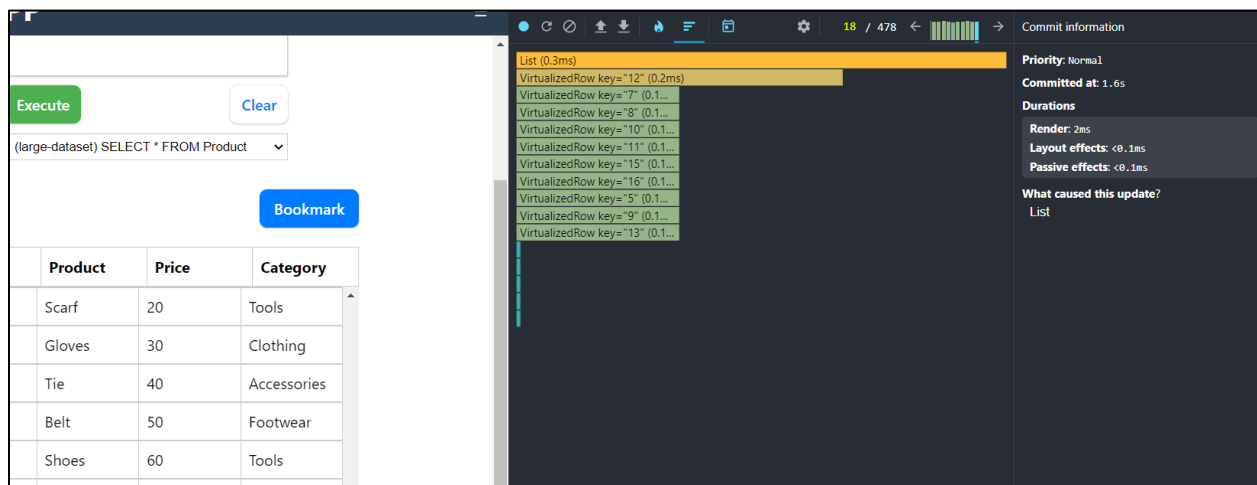 Execute
Clear
(large-dataset) SELECT * FROM Product
Bookmark
Product Price Category
Scarf 20 Tools
Gloves 30 Clothing
Tie 40 Accessories
Belt 50 Footwear
Shoes 60 Tools
18 / 478
List (0.3ms)
VirtualizedRow key="12" (0.2ms)
VirtualizedRow key="7" (0.1...
VirtualizedRow key="8" (0.1...
VirtualizedRow key="10" (0.1...
VirtualizedRow key="11" (0.1...
VirtualizedRow key="15" (0.1...
VirtualizedRow key="16" (0.1...
VirtualizedRow key="5" (0.1...
VirtualizedRow key="9" (0.1...
VirtualizedRow key="13" (0.1...
Commit information
Priority: Normal
Committed at: 1.6s
Durations
Render: 2ms
Layout effects: <0.1ms
Passive effects: <0.1ms
What caused this update?
List